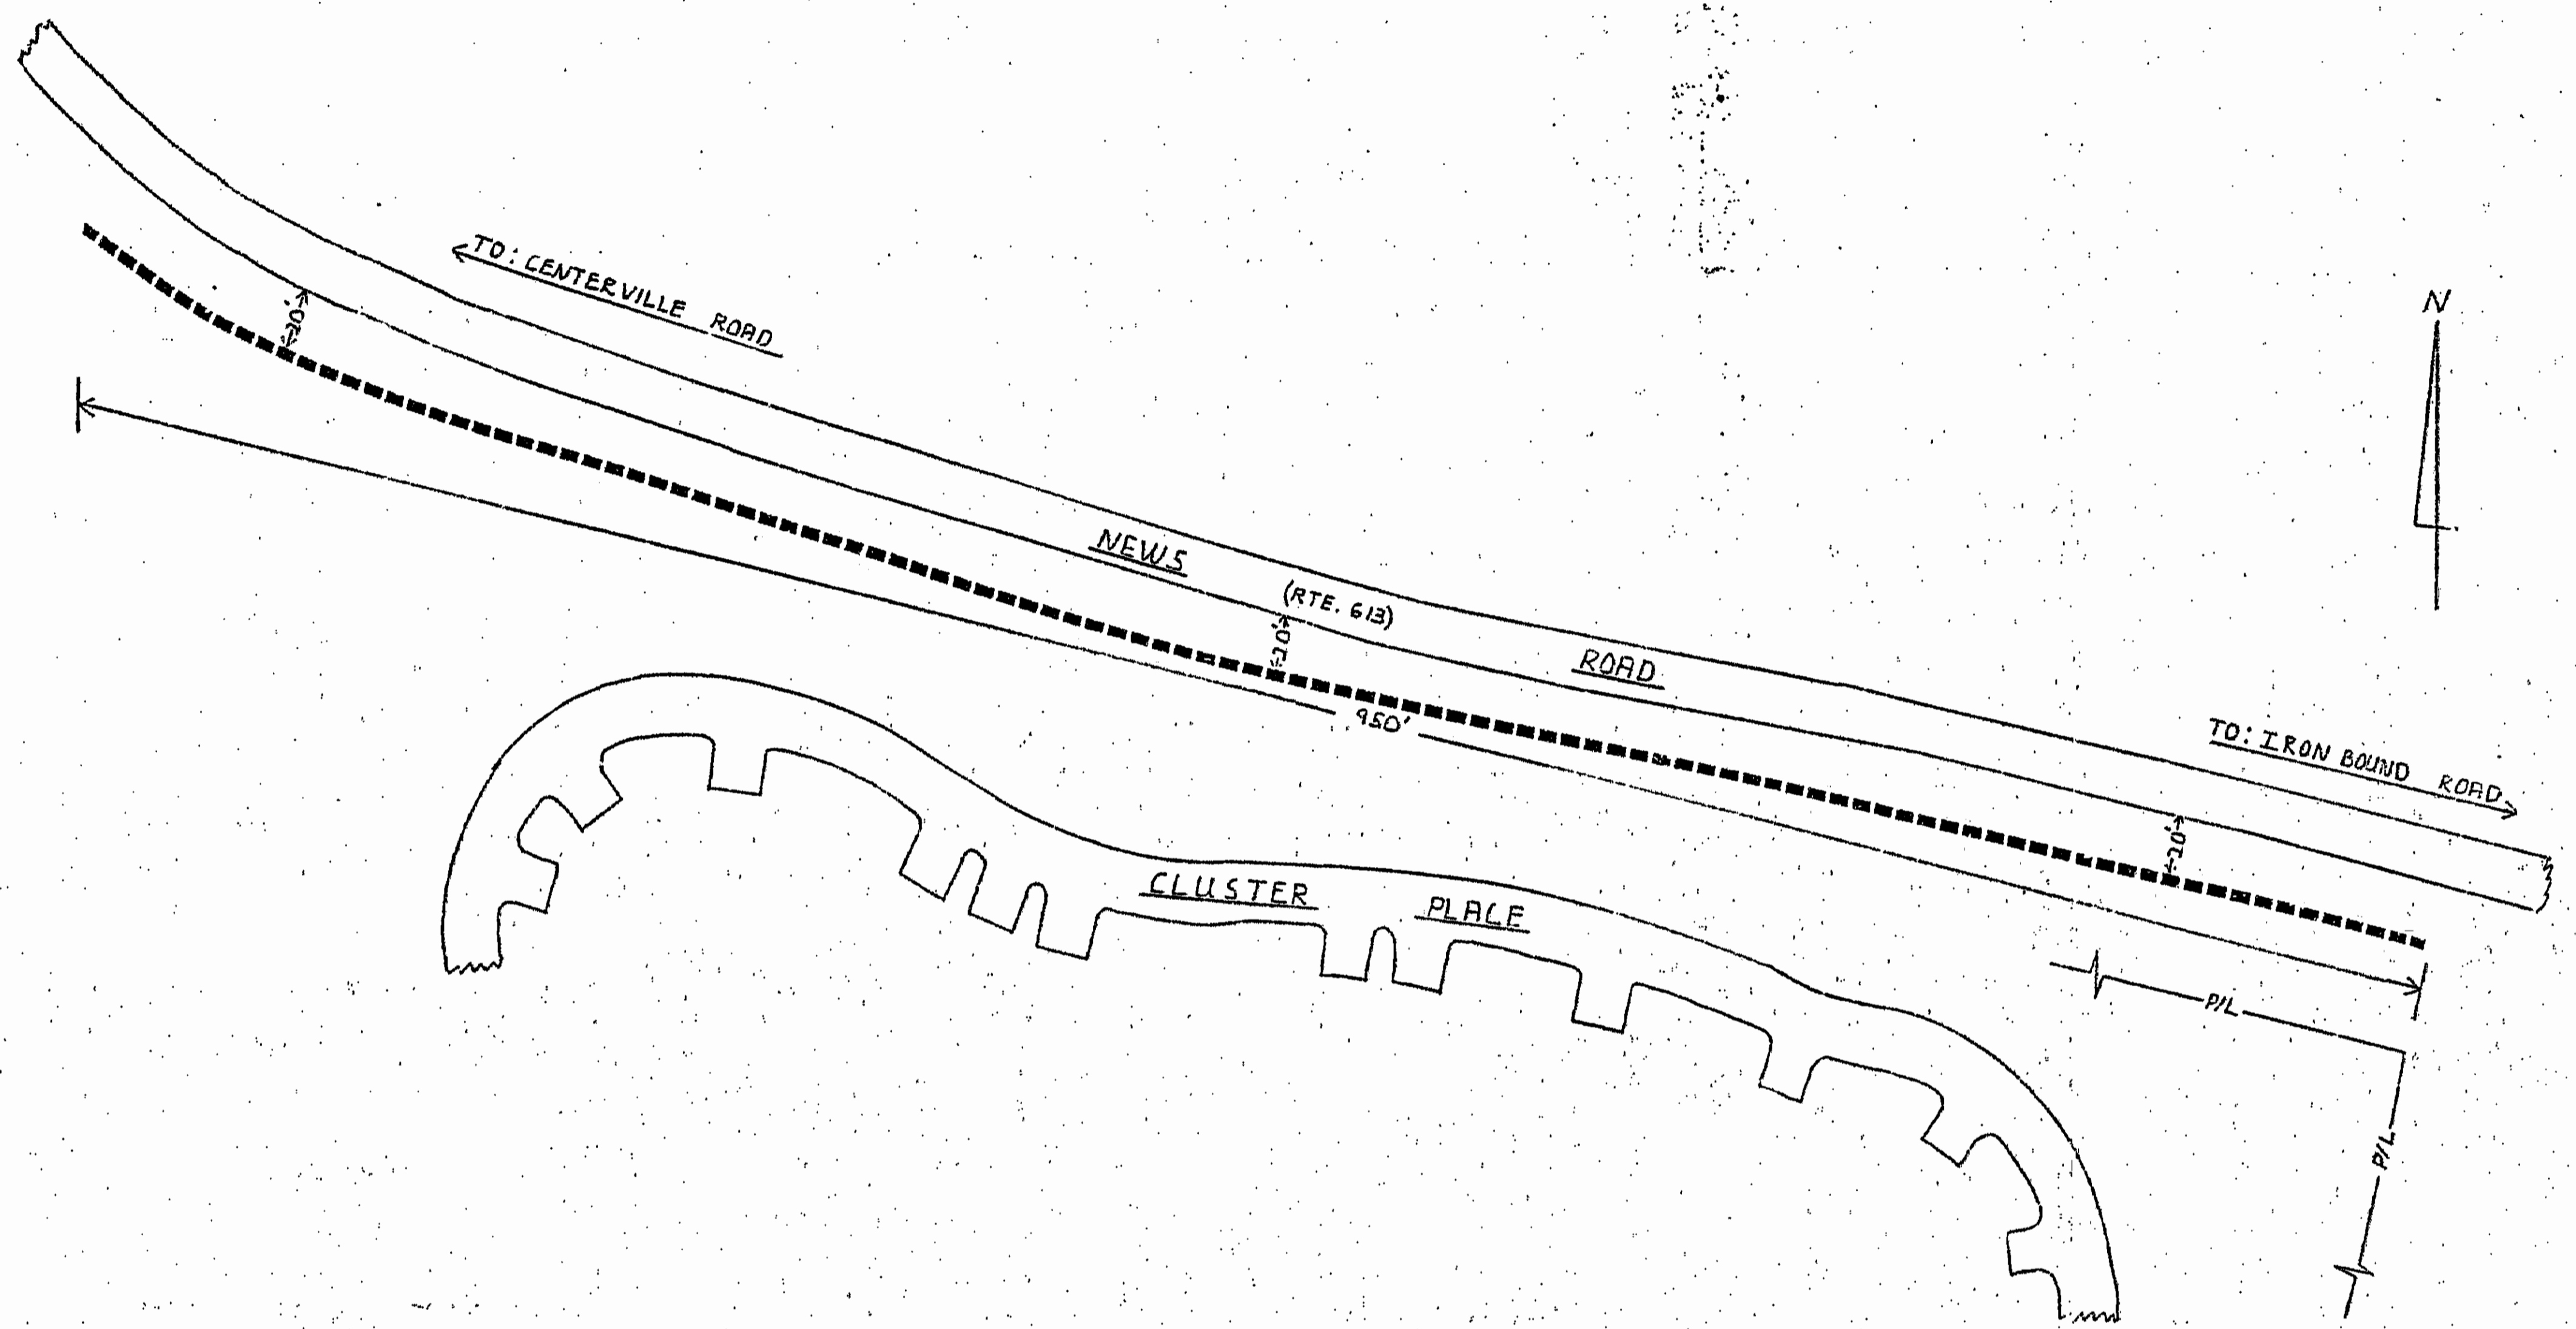 TO: CENTERVILLE ROAD
20'
N
NEWS
(RTE. 613)
20'
ROAD
950'
TO: IRON BOUND ROAD
20'
CLUSTER PLACE
P/L
P/L